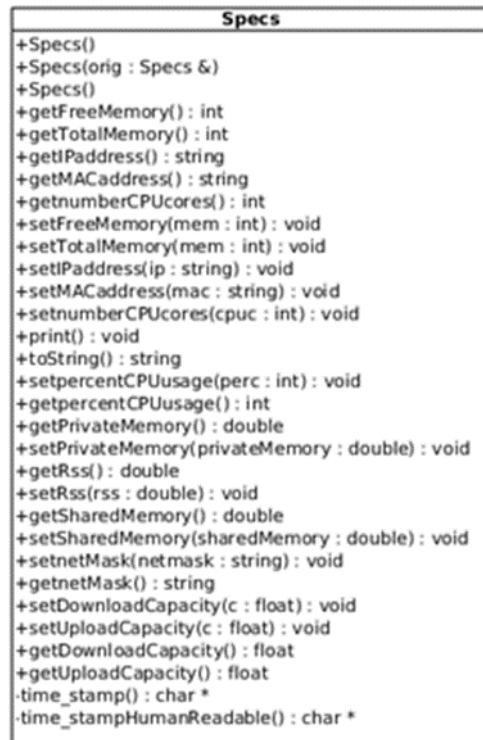 Specs
+Specs()
+Specs(orig : Specs &)
+Specs()
+getFreeMemory() : int
+getTotalMemory() : int
+getIPaddress() : string
+getMACaddress() : string
+getnumberCPUcores() : int
+setFreeMemory(mem : int) : void
+setTotalMemory(mem : int) : void
+setIPaddress(ip : string) : void
+setMACaddress(mac : string) : void
+setnumberCPUcores(cpuc : int) : void
+print() : void
+toString() : string
+setpercentCPUusage(perc : int) : void
+getpercentCPUusage() : int
+getPrivateMemory() : double
+setPrivateMemory(privateMemory : double) : void
+getRss() : double
+setRss(rss : double) : void
+getSharedMemory() : double
+setSharedMemory(sharedMemory : double) : void
+setnetMask(netmask : string) : void
+getnetMask() : string
+setDownloadCapacity(c : float) : void
+setUploadCapacity(c : float) : void
+getDownloadCapacity() : float
+getUploadCapacity() : float
-time_stamp() : char *
-time_stampHumanReadable() : char *